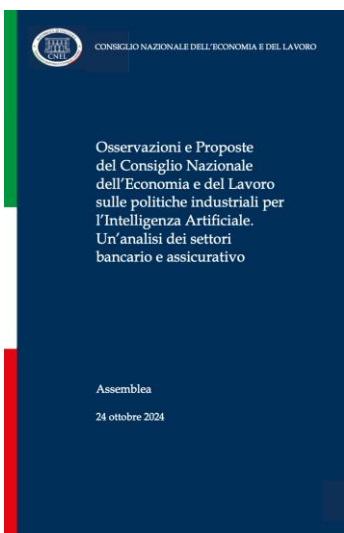 CNEL
CONSIGLIO NAZIONALE DELL'ECONOMIA E DEL LAVORO
Osservazioni e Proposte
del Consiglio Nazionale
dell'Economia e del Lavoro
sulle politiche industriali per
l'Intelligenza Artificiale.
Un'analisi dei settori
bancario e assicurativo
Assemblea
24 ottobre 2024